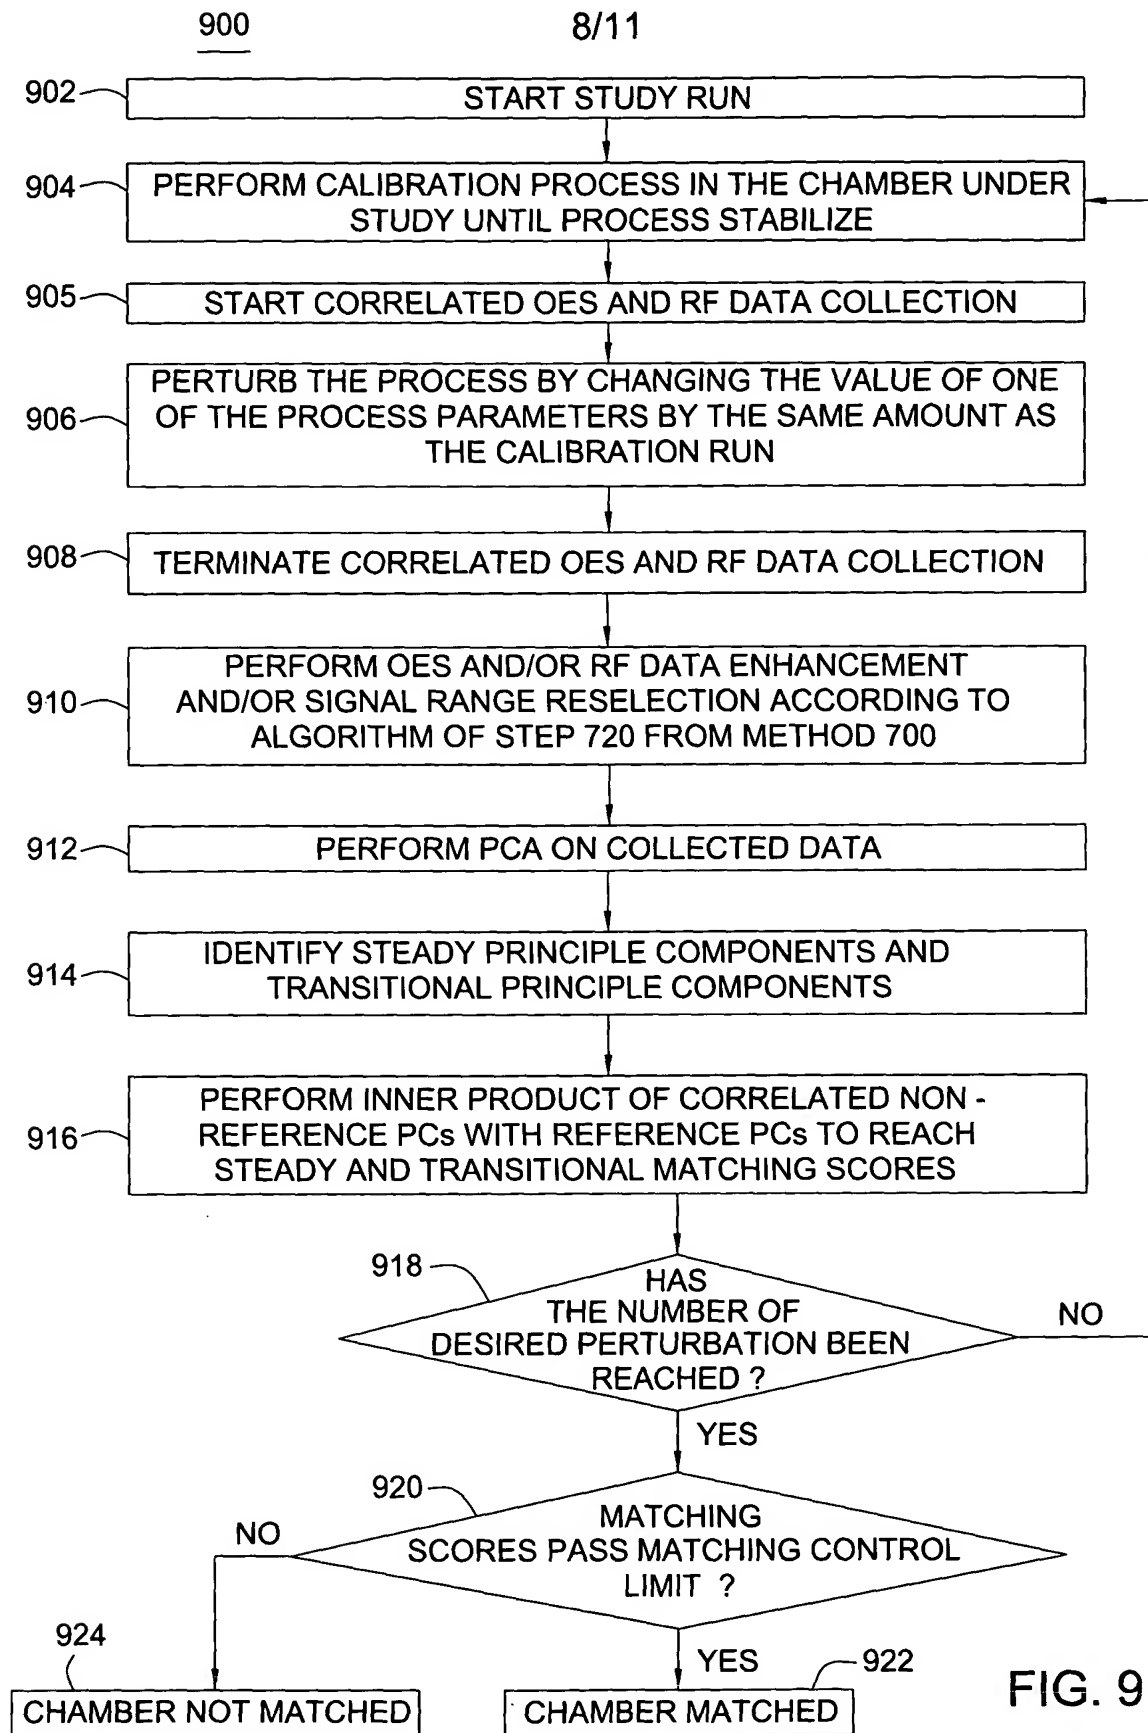 900
8/11
902
START STUDY RUN
904
PERFORM CALIBRATION PROCESS IN THE CHAMBER UNDER
STUDY UNTIL PROCESS STABILIZE
905
START CORRELATED OES AND RF DATA COLLECTION
906
PERTURB THE PROCESS BY CHANGING THE VALUE OF ONE
OF THE PROCESS PARAMETERS BY THE SAME AMOUNT AS
THE CALIBRATION RUN
908
TERMINATE CORRELATED OES AND RF DATA COLLECTION
910
PERFORM OES AND/OR RF DATA ENHANCEMENT
AND/OR SIGNAL RANGE RESELECTION ACCORDING TO
ALGORITHM OF STEP 720 FROM METHOD 700
912
PERFORM PCA ON COLLECTED DATA
914
IDENTIFY STEADY PRINCIPLE COMPONENTS AND
TRANSITIONAL PRINCIPLE COMPONENTS
916
PERFORM INNER PRODUCT OF CORRELATED NON -
REFERENCE PCs WITH REFERENCE PCs TO REACH
STEADY AND TRANSITIONAL MATCHING SCORES
918
HAS
THE NUMBER OF
DESIRED PERTURBATION BEEN
REACHED ?
NO
YES
920
MATCHING
SCORES PASS MATCHING CONTROL
LIMIT ?
NO
YES
924
CHAMBER NOT MATCHED
922
CHAMBER MATCHED
FIG. 9